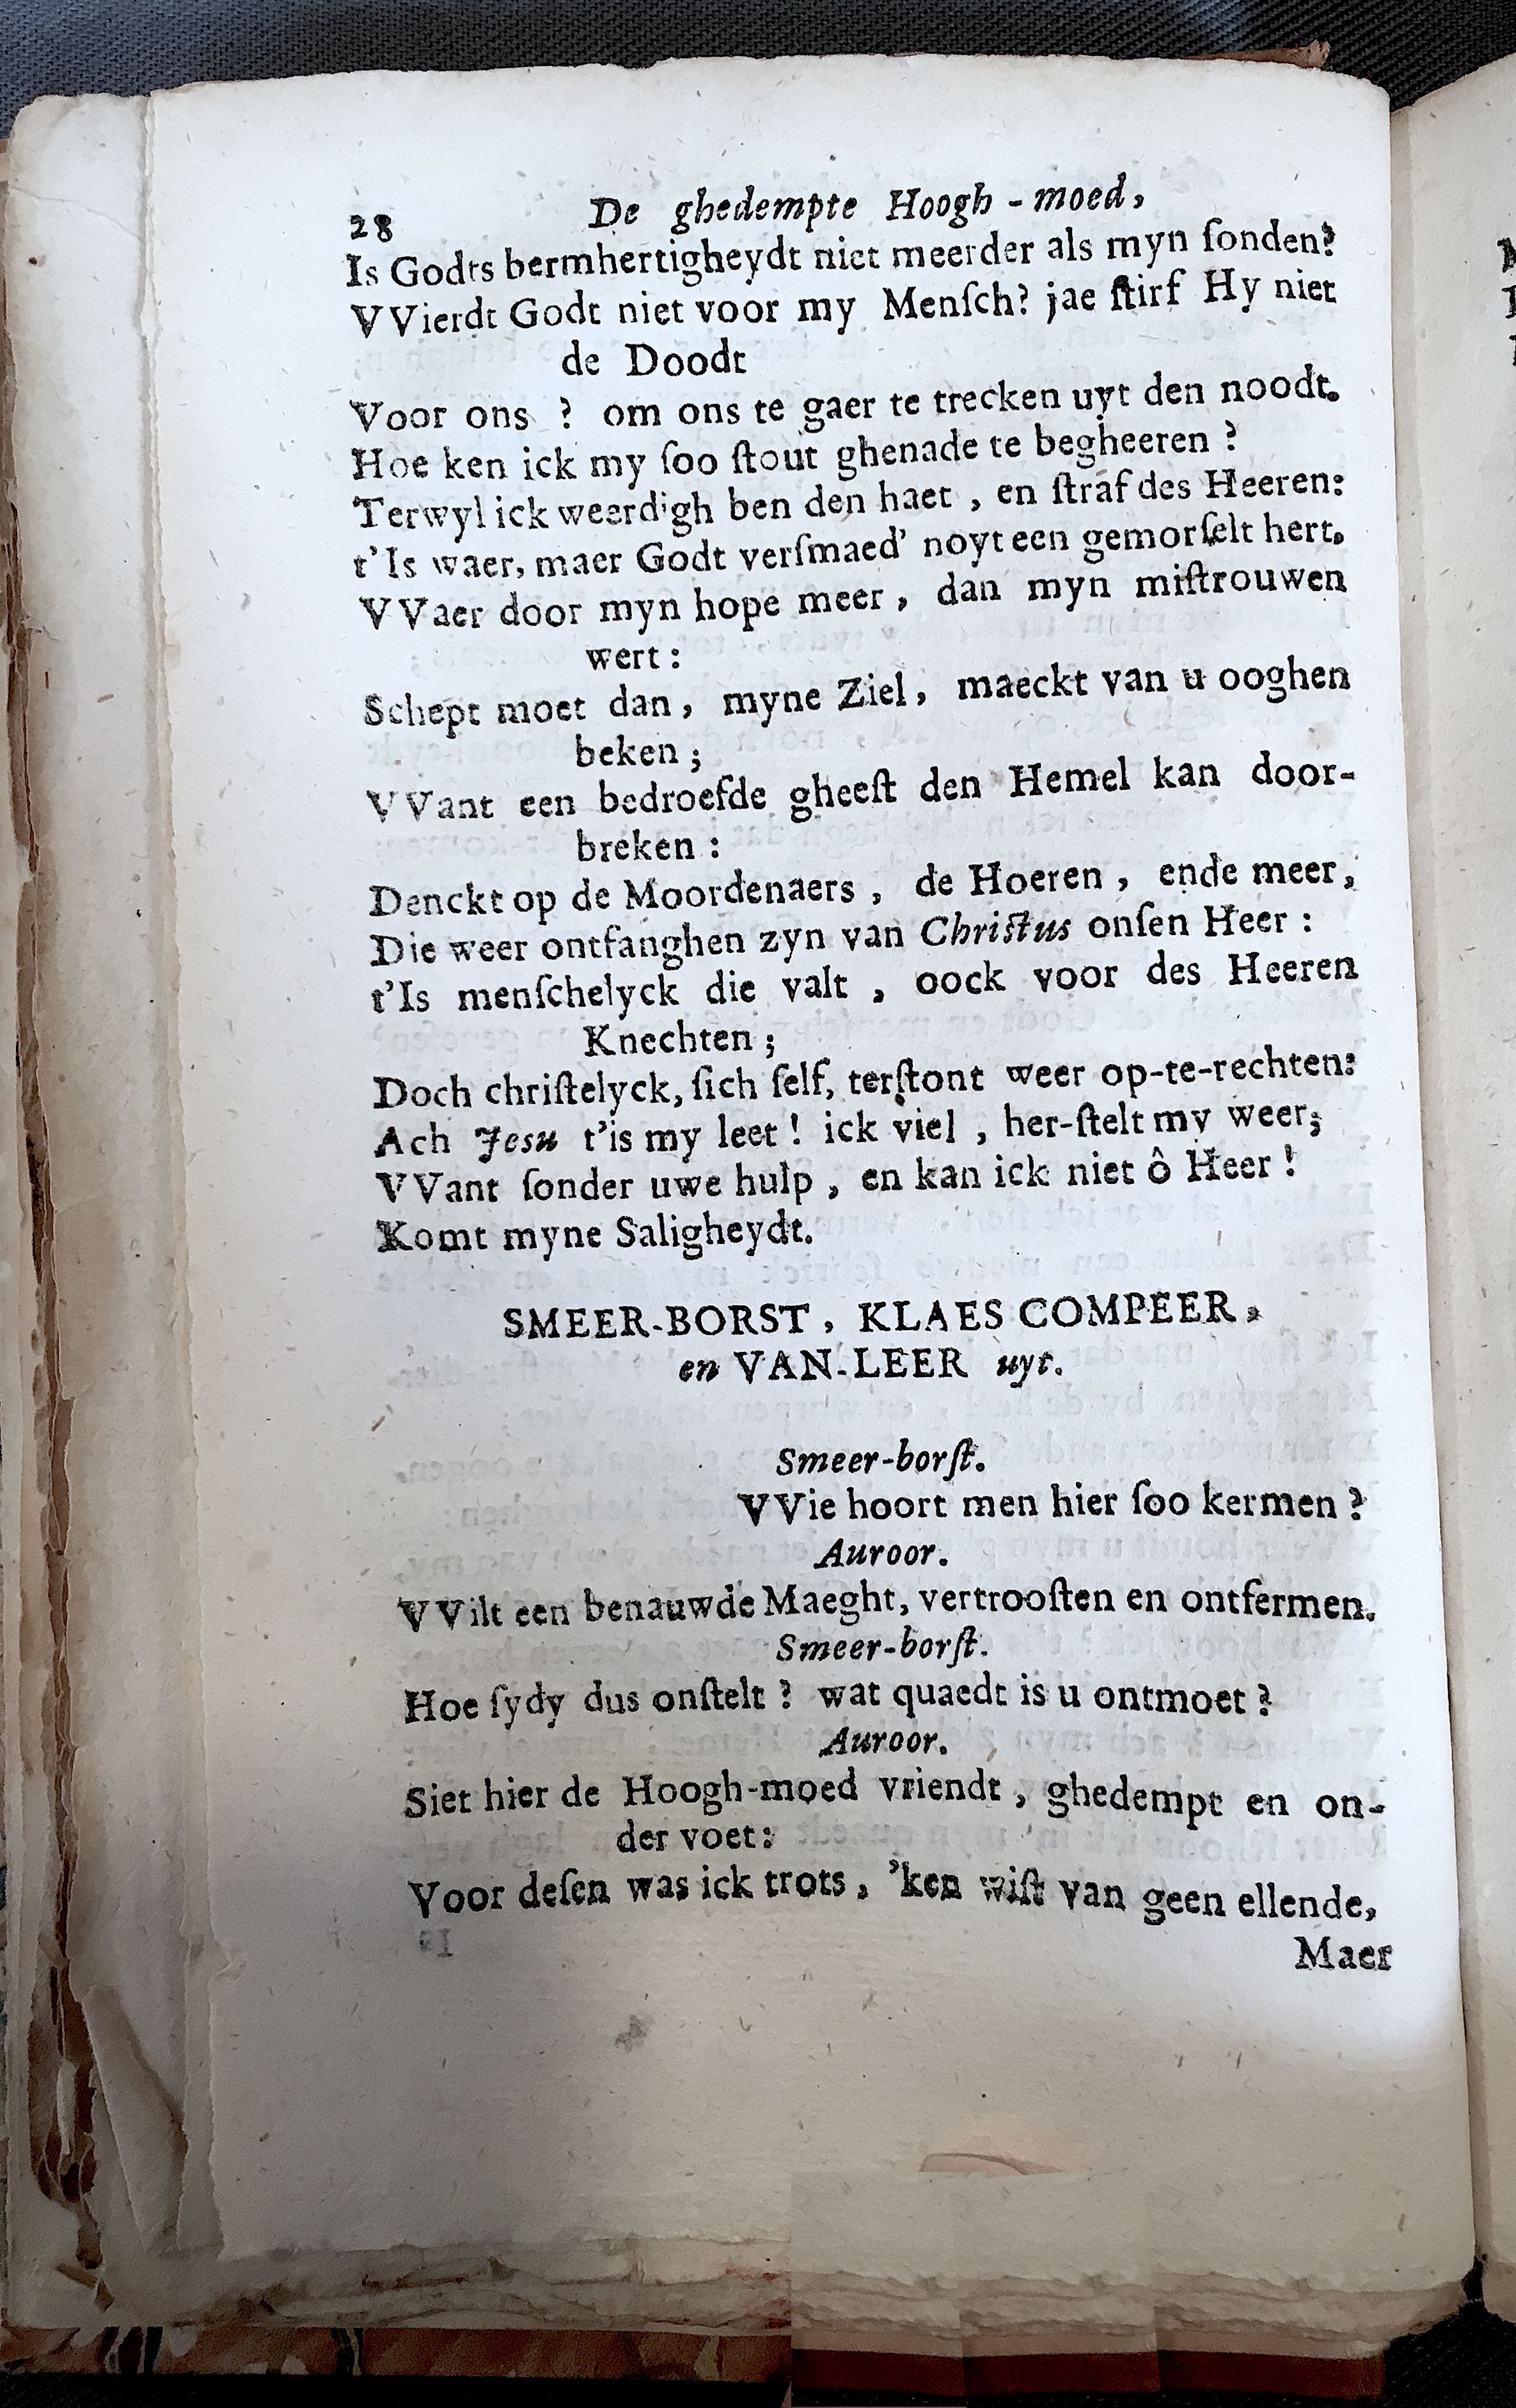 28 De ghedempte Hoogh-moed,
Is Godts bermhertigheydt niet meerder als myn ſonden?
VVierdt Godt niet voor my Menſch? jae ſtirf Hy niet
de Doodt
Voor ons ? om ons te gaer te trecken uyt den noodt.
Hoe ken ick my ſoo ſtout ghenade te begheeren ?
Terwyl ick weerdigh ben den haet , en ſtraf des Heeren:
t'Is waer, maer Godt verſmaed' noyt een gemorſelt hert.
VVaer door myn hope meer , dan myn miſtrouwen
wert :
Schept moet dan , myne Ziel , maeckt van u ooghen
beken ;
VVant een bedroefde gheeſt den Hemel kan door-
breken :
Denckt op de Moordenaers , de Hoeren , ende meer,
Die weer ontfanghen zyn van Chriſtus onſen Heer :
t'Is menſchelyck die valt , oock voor des Heeren
Knechten ;
Doch chriſtelyck, ſich ſelf, terſtont weer op-te-rechten:
Ach Jesu t'is my leet ! ick viel , her-ſtelt my weer;
VVant ſonder uwe hulp , en kan ick niet ô Heer !
Komt myne Saligheydt.
SMEER-BORST, KLAES COMPEER,
en VAN-LEER uyt.
Smeer-borſt.
VVie hoort men hier ſoo kermen ?
Auroor.
VVilt een benauwde Maeght, vertrooſten en ontfermen.
Smeer-borſt.
Hoe ſydy dus onſtelt ? wat quaedt is u ontmoet ?
Auroor.
Siet hier de Hoogh-moed vriendt , ghedempt en on-
der voet:
Voor deſen was ick trots , 'ken wiſt van geen ellende,
Maer